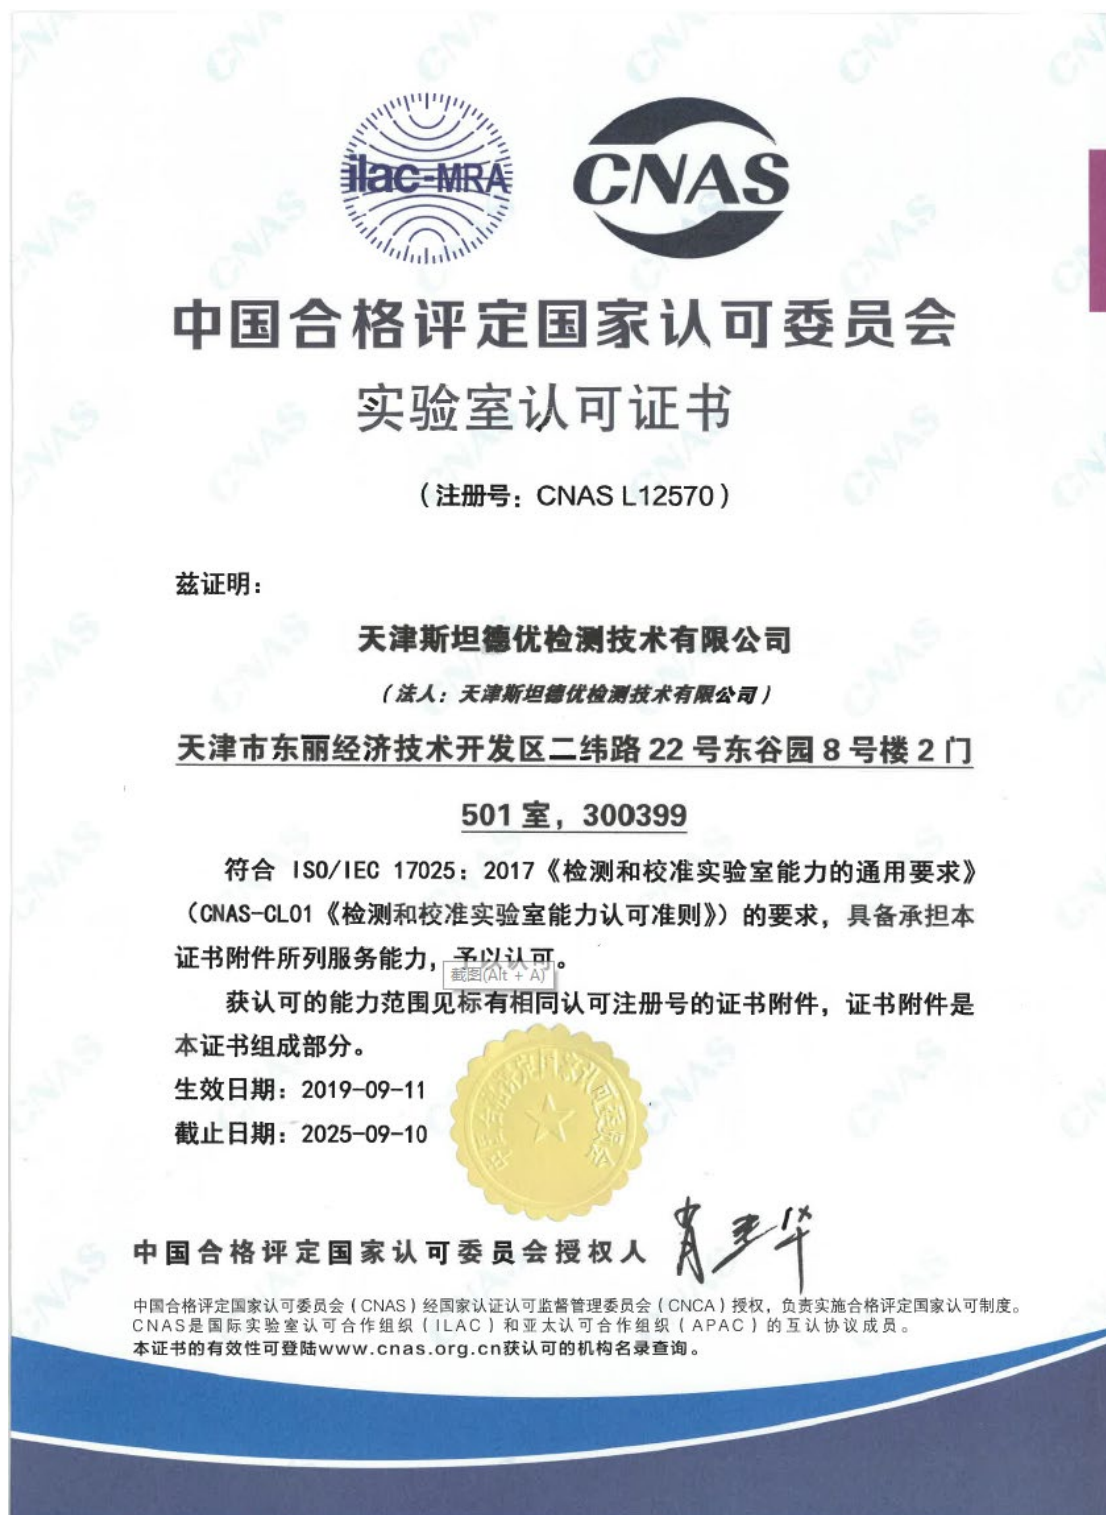 ilac-MRA
CNAS
中国合格评定国家认可委员会
实验室认可证书
(注册号：CNAS L12570)
兹证明：
天津斯坦德优检测技术有限公司
(法人：天津斯坦德优检测技术有限公司)
天津市东丽经济技术开发区二纬路 22 号东谷园 8 号楼 2 门
501 室，300399
符合 ISO/IEC 17025：2017《检测和校准实验室能力的通用要求》
（CNAS-CL01《检测和校准实验室能力认可准则》）的要求，具备承担本
证书附件所列服务能力，予以认可。
截图(Alt + A)
获认可的能力范围见标有相同认可注册号的证书附件，证书附件是
本证书组成部分。
生效日期：2019-09-11
截止日期：2025-09-10
中国合格评定国家认可委员会
中国合格评定国家认可委员会授权人
中国合格评定国家认可委员会（CNAS）经国家认证认可监督管理委员会（CNCA）授权，负责实施合格评定国家认可制度。
CNAS是国际实验室认可合作组织（ILAC）和亚太认可合作组织（APAC）的互认协议成员。
本证书的有效性可登陆www.cnas.org.cn获认可的机构名录查询。